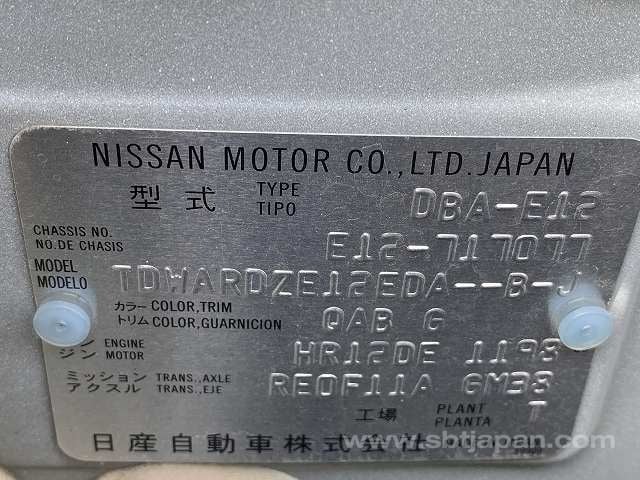 NISSAN MOTOR CO.,LTD.JAPAN
型式 TYPE TIPO DBA-E12
CHASSIS NO.
NO.DE CHASIS E12-717077
MODEL
MODELO TDWARDZE12EDA--B-J
カラー COLOR,TRIM
トリム COLOR,GUARNICION QAB G
ン ENGINE
ジン MOTOR HR12DE 1198
ミッション TRANS.,AXLE
アクスル TRANS.,EJE RE0F11A GM38
工場 PLANT PLANTA T
日産自動車株式会社
www.sbtjapan.com